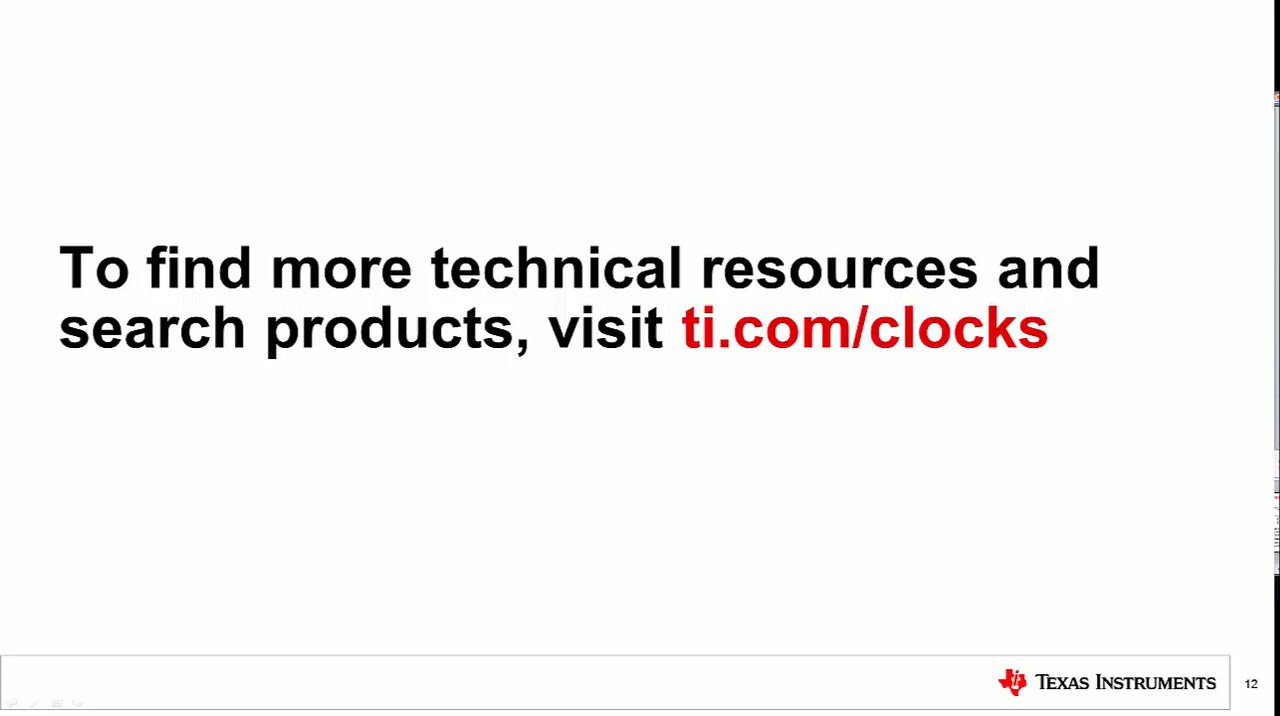 To find more technical resources and
search products, visit ti.com/clocks
TEXAS INSTRUMENTS
12